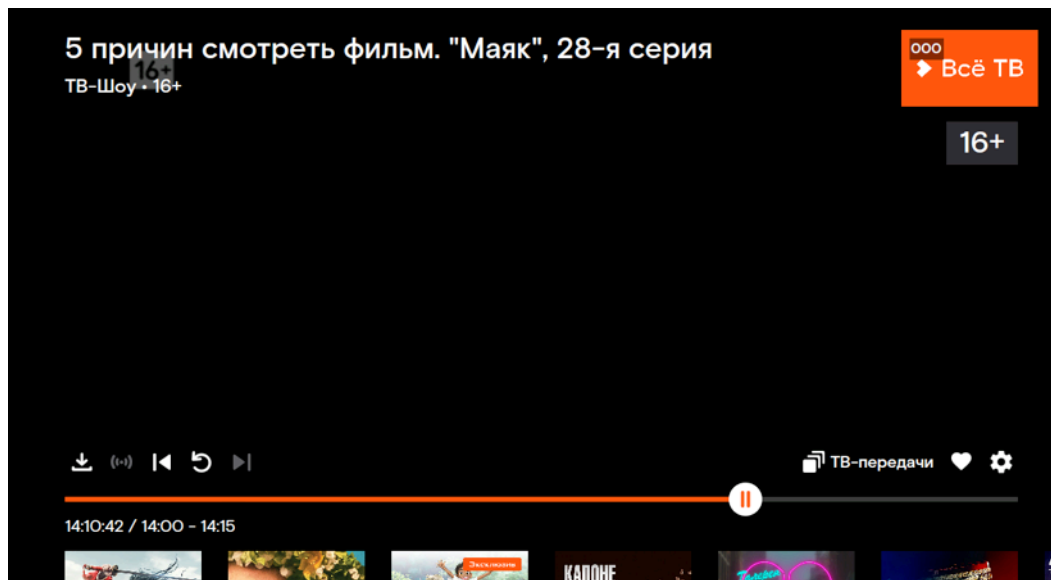 5 причин смотреть фильм. "Маяк", 28-я серия
16+
ТВ-Шоу • 16+
ООО
Всё ТВ
16+
ТВ-передачи
14:10:42 / 14:00 - 14:15
Эксклюзив
КАПОНЕ